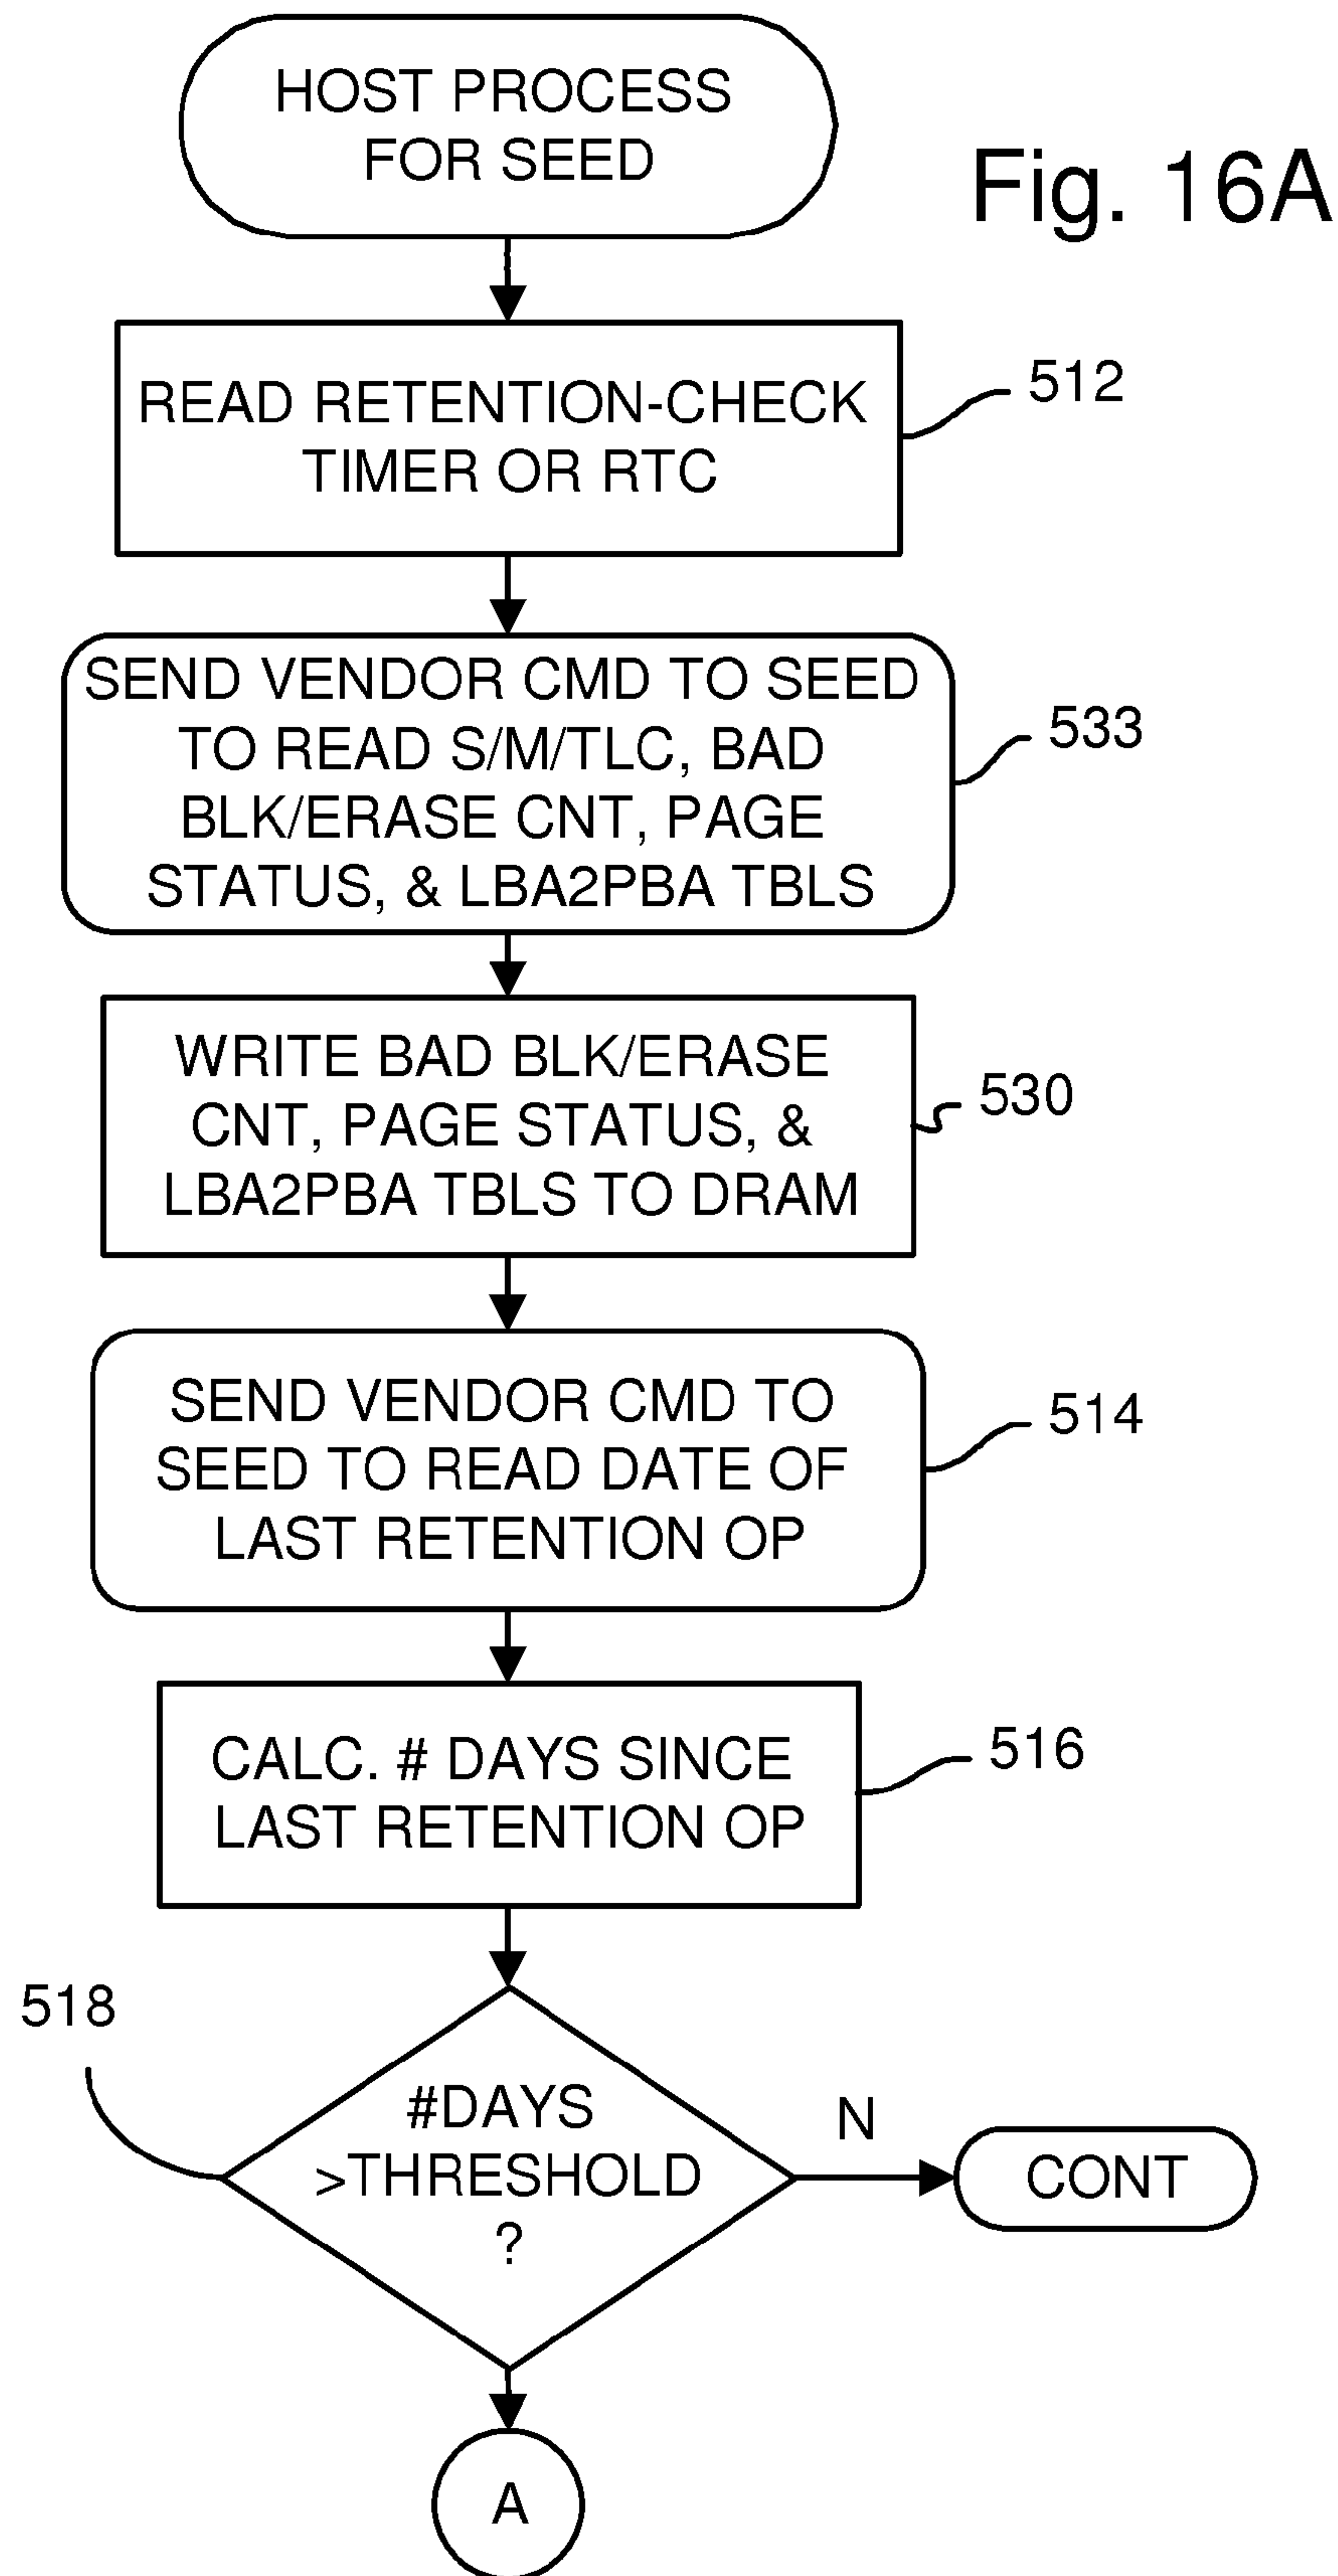 HOST PROCESS
FOR SEED
Fig. 16A
READ RETENTION-CHECK
TIMER OR RTC
512
SEND VENDOR CMD TO SEED
TO READ S/M/TLC, BAD
BLK/ERASE CNT, PAGE
STATUS, & LBA2PBA TBLS
533
WRITE BAD BLK/ERASE
CNT, PAGE STATUS, &
LBA2PBA TBLS TO DRAM
530
SEND VENDOR CMD TO
SEED TO READ DATE OF
LAST RETENTION OP
514
CALC. # DAYS SINCE
LAST RETENTION OP
516
518
#DAYS
>THRESHOLD
?
N
CONT
A